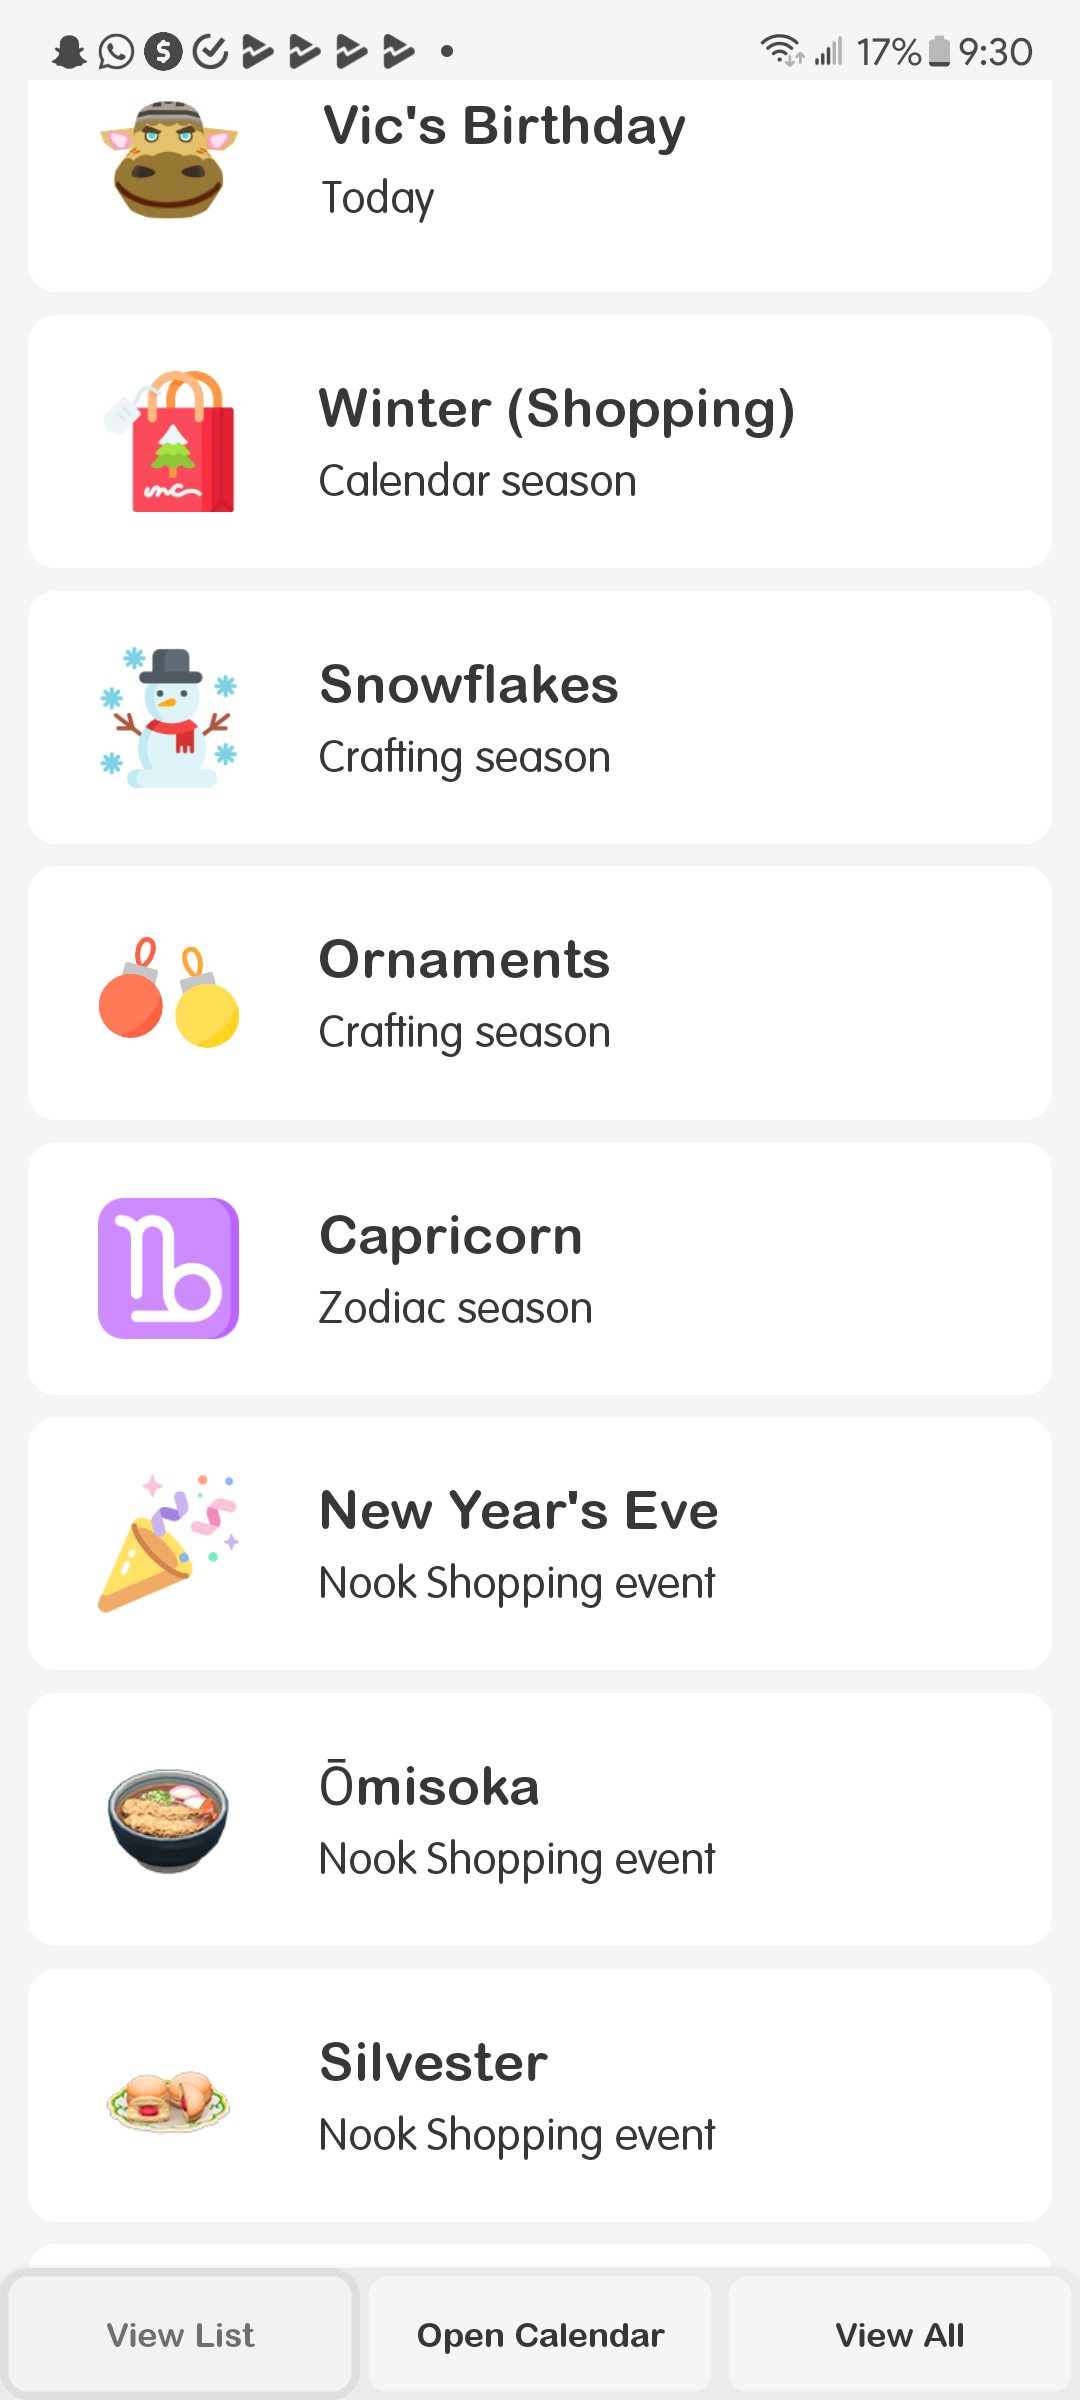 17% 9:30
Vic's Birthday
Today
Winter (Shopping)
Calendar season
Snowflakes
Crafting season
Ornaments
Crafting season
Capricorn
Zodiac season
New Year's Eve
Nook Shopping event
Ōmisoka
Nook Shopping event
Silvester
Nook Shopping event
View List
Open Calendar
View All